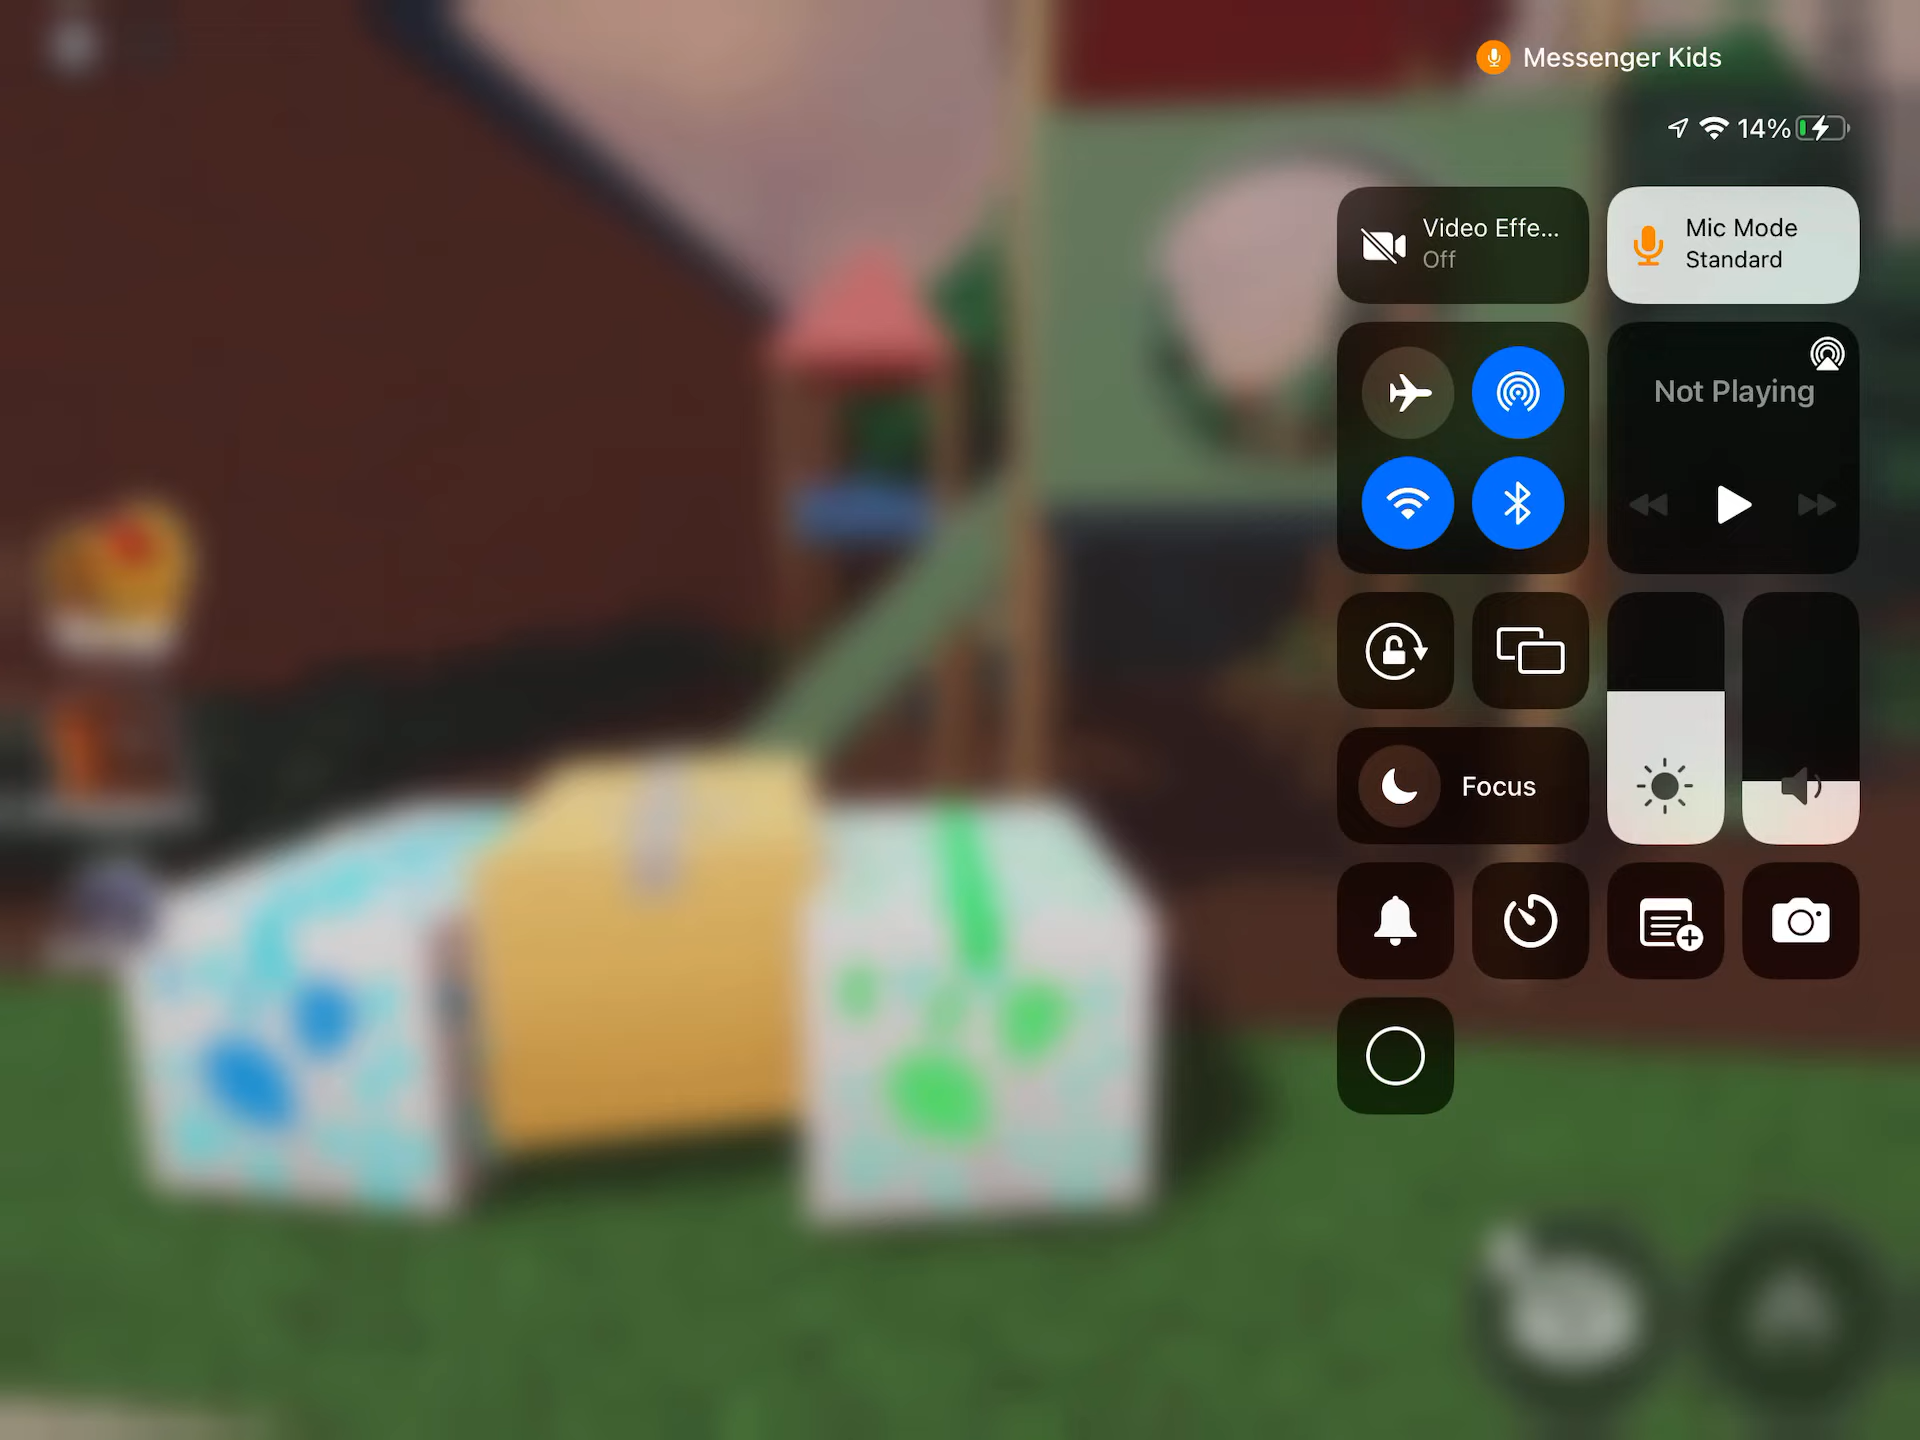 Messenger Kids
14%
Video Effe...
Off
Mic Mode
Standard
Not Playing
Focus